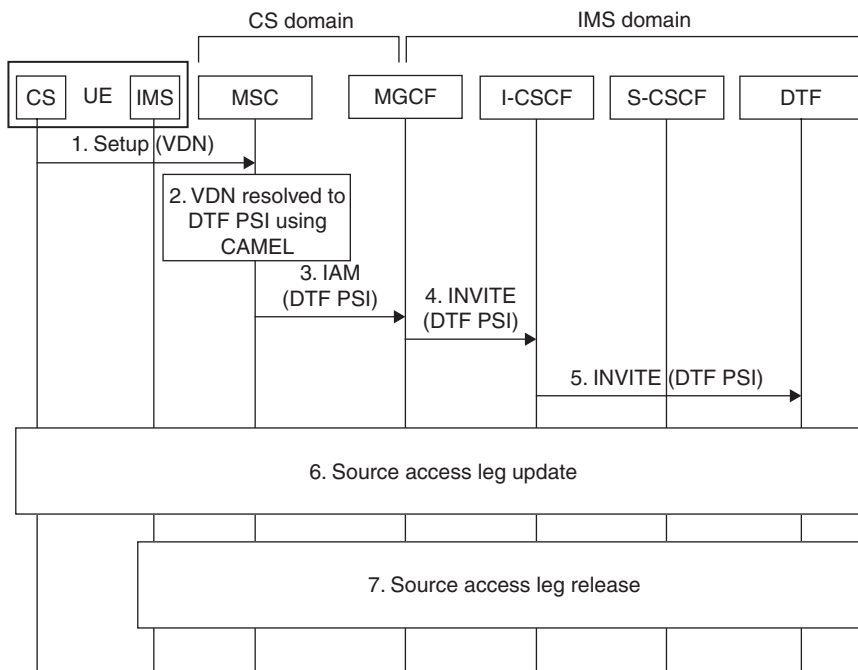 CS domain
IMS domain
CS
UE
IMS
MSC
MGCF
I-CSCF
S-CSCF
DTF
1. Setup (VDN)
2. VDN resolved to
DTF PSI using
CAMEL
3. IAM
(DTF PSI)
4. INVITE
(DTF PSI)
5. INVITE (DTF PSI)
6. Source access leg update
7. Source access leg release